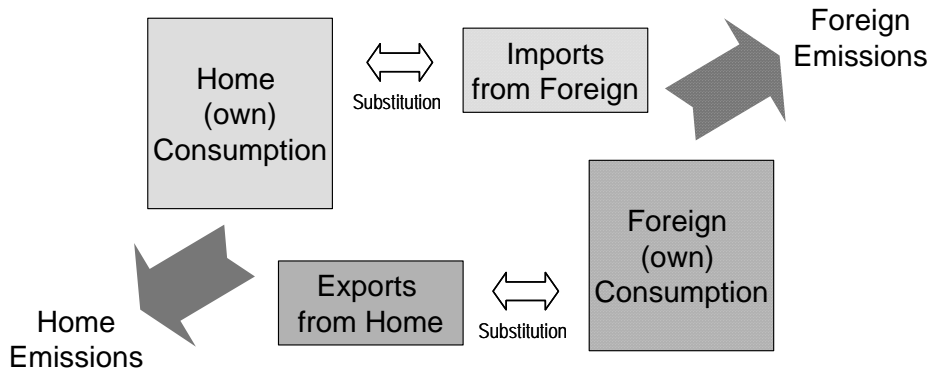 Home
(own)
Consumption
Substitution
Imports
from Foreign
Foreign
Emissions
Home
Emissions
Exports
from Home
Substitution
Foreign
(own)
Consumption